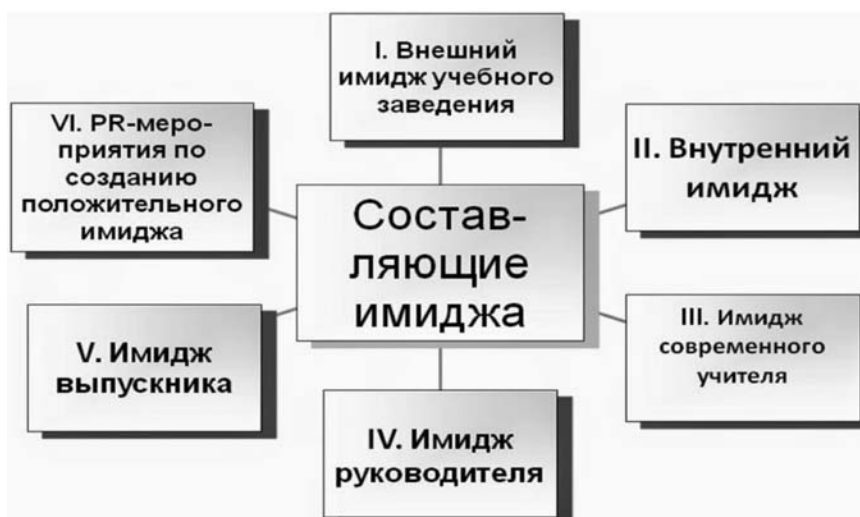 I. Внешний
имидж учебного
заведения
VI. PR-меро-
приятия по
созданию
положительного
имиджа
II. Внутренний
имидж
Состав-
ляющие
имиджа
III. Имидж
современного
учителя
V. Имидж
выпускника
IV. Имидж
руководителя